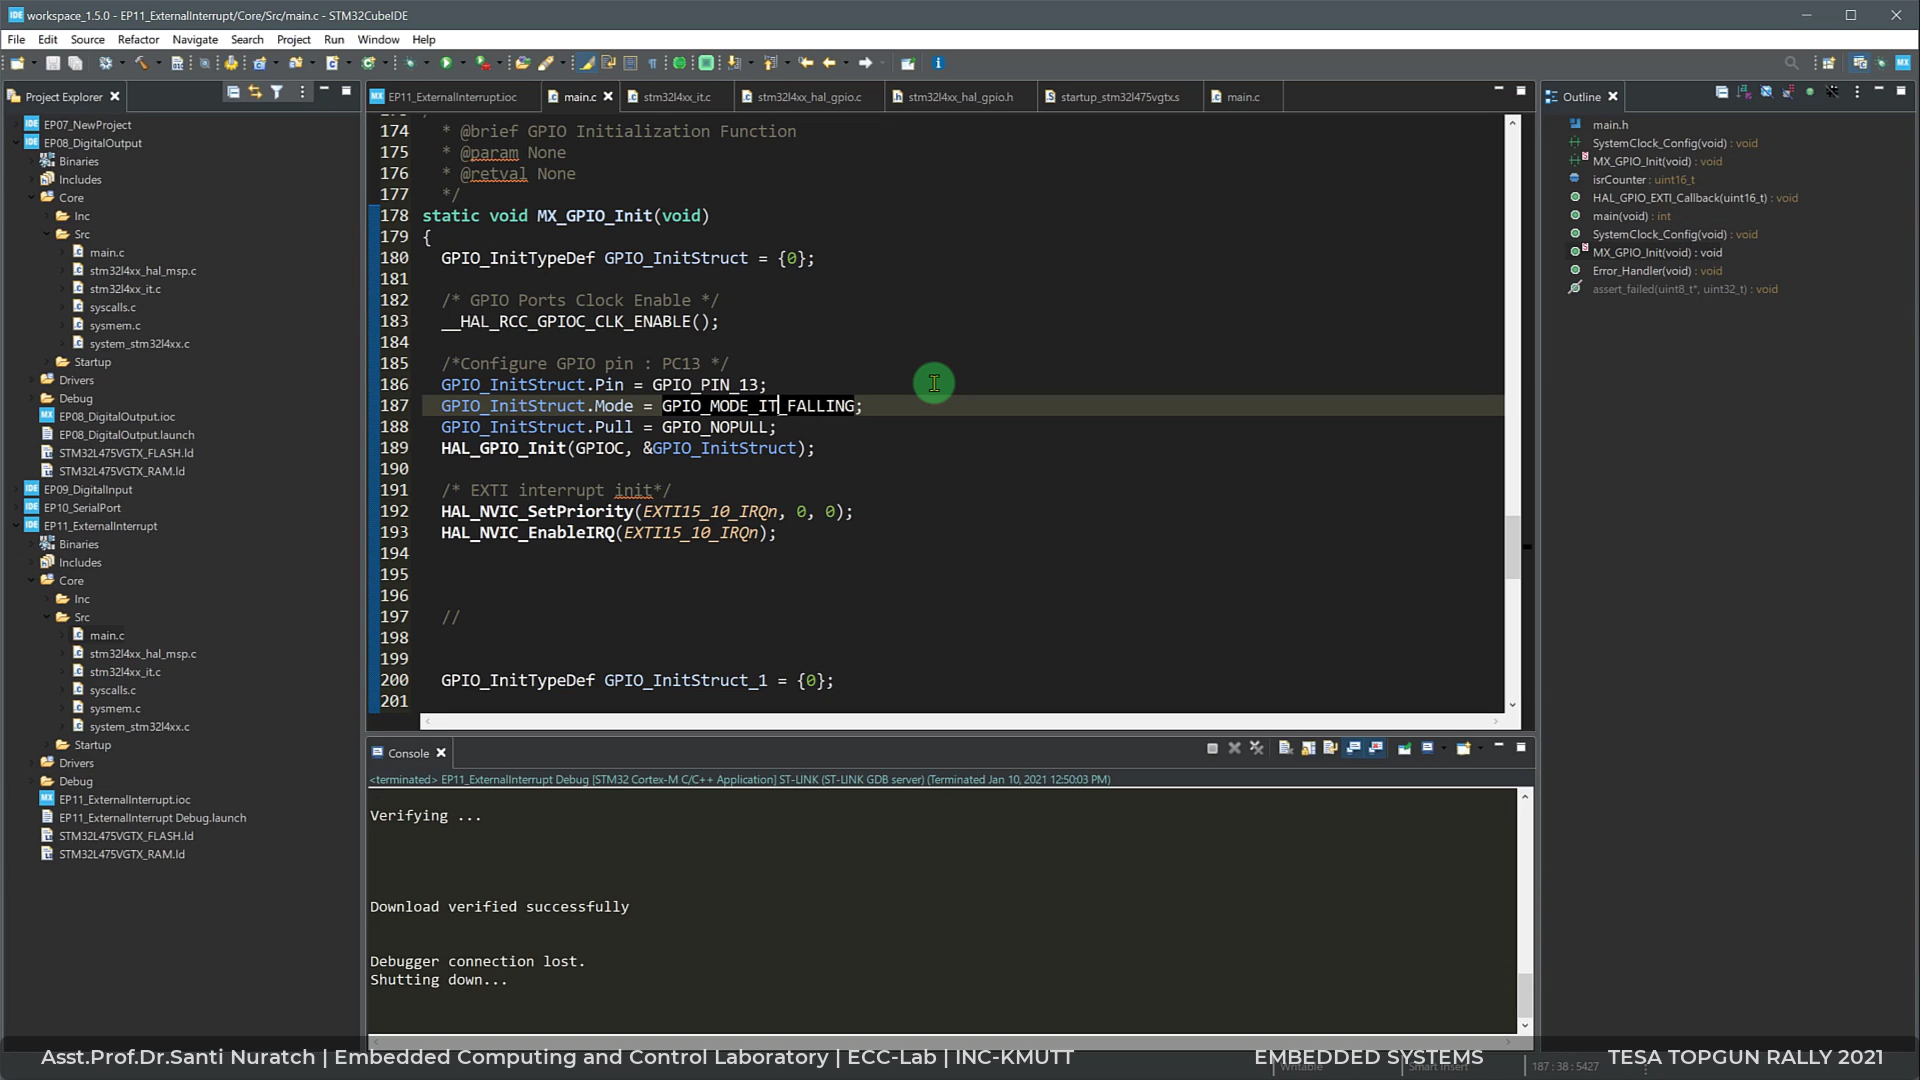 workspace_1.5.0 - EP11_ExternalInterrupt/Core/Src/main.c - STM32CubeIDE
File Edit Source Refactor Navigate Search Project Run Window Help
Project Explorer
EP07_NewProject
EP08_DigitalOutput
Binaries
Includes
Core
Inc
Src
main.c
stm32l4xx_hal_msp.c
stm32l4xx_it.c
syscalls.c
sysmem.c
system_stm32l4xx.c
Startup
Drivers
Debug
EP08_DigitalOutput.ioc
EP08_DigitalOutput.launch
STM32L475VGTX_FLASH.ld
STM32L475VGTX_RAM.ld
EP09_DigitalInput
EP10_SerialPort
EP11_ExternalInterrupt
Binaries
Includes
Core
Inc
Src
main.c
stm32l4xx_hal_msp.c
stm32l4xx_it.c
syscalls.c
sysmem.c
system_stm32l4xx.c
Startup
Drivers
Debug
EP11_ExternalInterrupt.ioc
EP11_ExternalInterrupt Debug.launch
STM32L475VGTX_FLASH.ld
STM32L475VGTX_RAM.ld
EP11_ExternalInterrupt.ioc main.c stm32l4xx_it.c stm32l4xx_hal_gpio.c stm32l4xx_hal_gpio.h startup_stm32l475vgtx.s main.c
174 * @brief GPIO Initialization Function
175 * @param None
176 * @retval None
177 */
178 static void MX_GPIO_Init(void)
179 {
180 GPIO_InitTypeDef GPIO_InitStruct = {0};
181
182 /* GPIO Ports Clock Enable */
183 __HAL_RCC_GPIOC_CLK_ENABLE();
184
185 /*Configure GPIO pin : PC13 */
186 GPIO_InitStruct.Pin = GPIO_PIN_13;
187 GPIO_InitStruct.Mode = GPIO_MODE_IT_FALLING;
188 GPIO_InitStruct.Pull = GPIO_NOPULL;
189 HAL_GPIO_Init(GPIOC, &GPIO_InitStruct);
190
191 /* EXTI interrupt init*/
192 HAL_NVIC_SetPriority(EXTI15_10_IRQn, 0, 0);
193 HAL_NVIC_EnableIRQ(EXTI15_10_IRQn);
194
195
196
197 //
198
199
200 GPIO_InitTypeDef GPIO_InitStruct_1 = {0};
201
Outline
main.h
SystemClock_Config(void) : void
MX_GPIO_Init(void) : void
isrCounter : uint16_t
HAL_GPIO_EXTI_Callback(uint16_t) : void
main(void) : int
SystemClock_Config(void) : void
MX_GPIO_Init(void) : void
Error_Handler(void) : void
assert_failed(uint8_t*, uint32_t) : void
Console
<terminated> EP11_ExternalInterrupt Debug [STM32 Cortex-M C/C++ Application] ST-LINK (ST-LINK GDB server) (Terminated Jan 10, 2021 12:50:03 PM)
Verifying ...
Download verified successfully
Debugger connection lost.
Shutting down...
Asst.Prof.Dr.Santi Nuratch | Embedded Computing and Control Laboratory | ECC-Lab | INC-KMUTT EMBEDDED SYSTEMS TESA TOPGUN RALLY 2021
Writable Smart Insert 187 : 38 : 5427